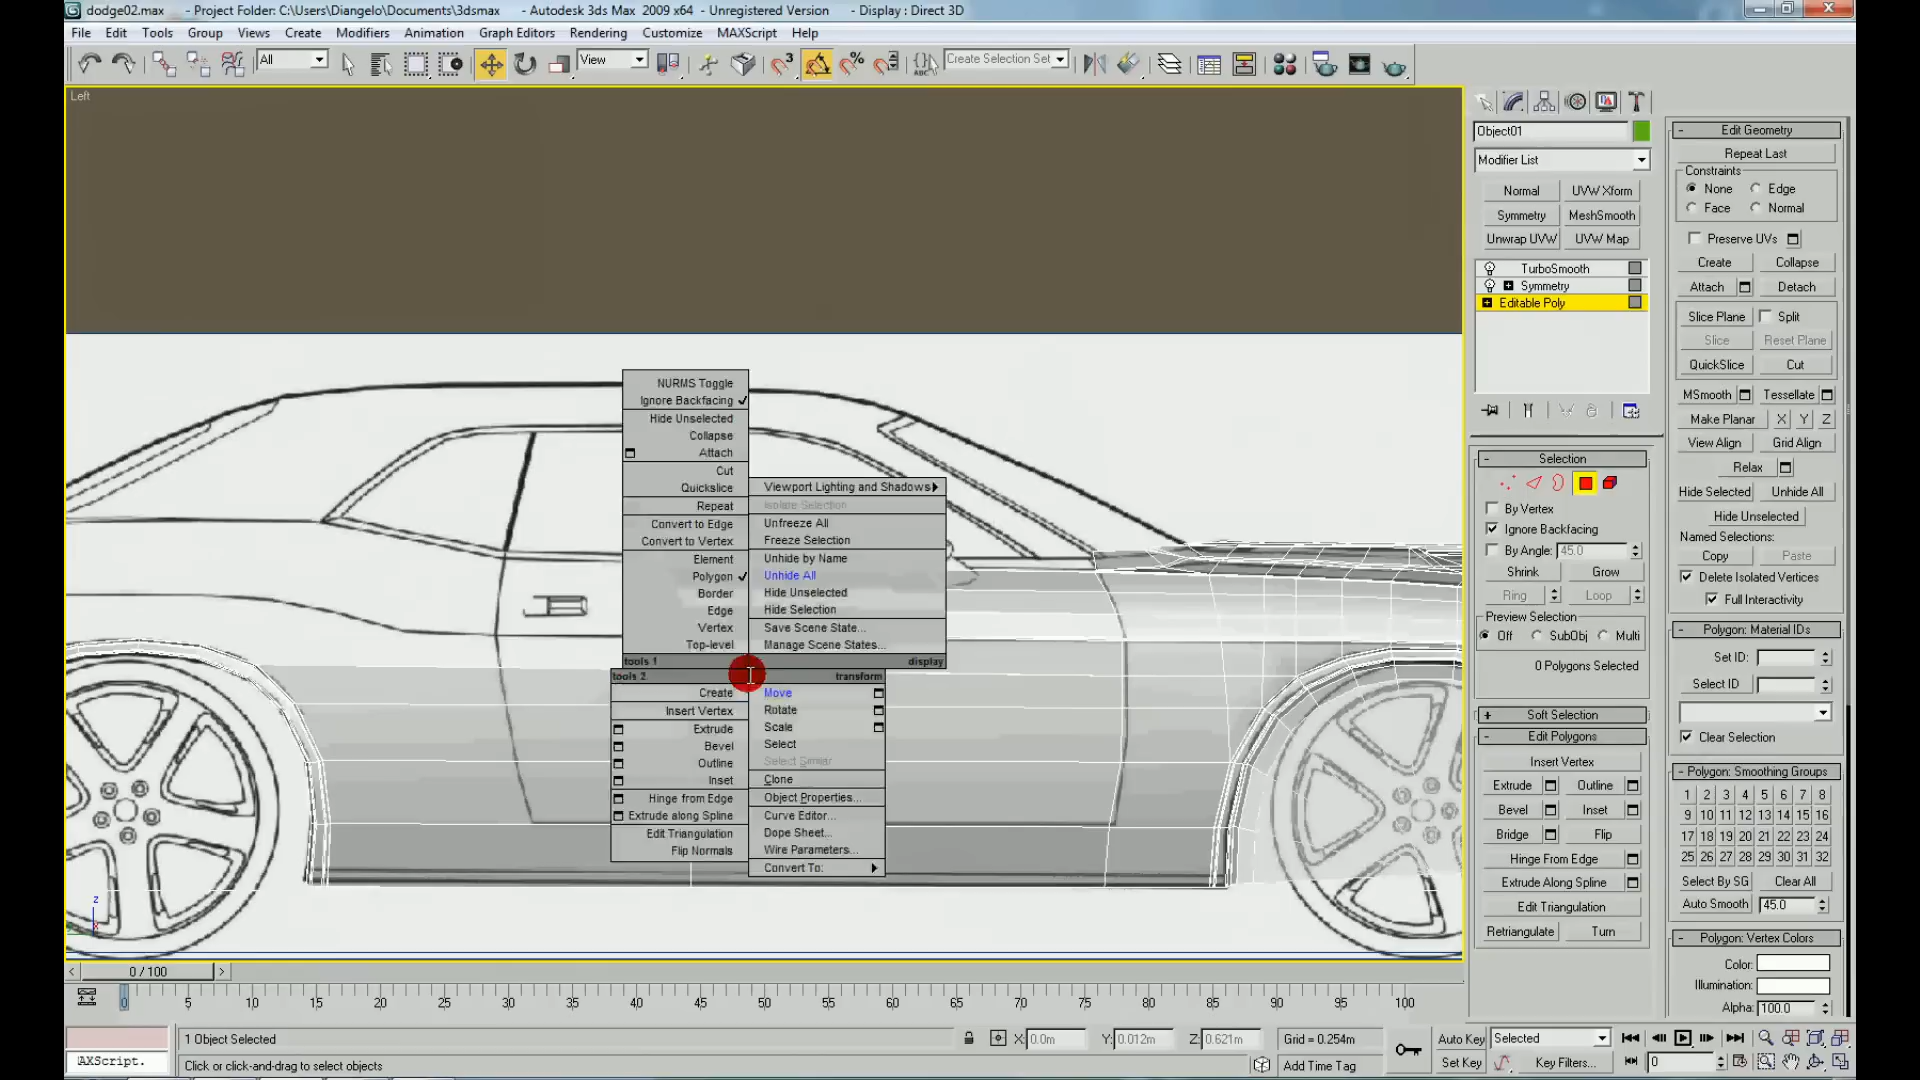 dodge02.max - Project Folder: C:\Users\Diangelo\Documents\3dsmax - Autodesk 3ds Max 2009 x64 - Unregistered Version - Display : Direct 3D
File Edit Tools Group Views Create Modifiers Animation Graph Editors Rendering Customize MAXScript Help
All View Create Selection Set
Left
NURMS Toggle
Ignore Backfacing
Hide Unselected
Collapse
Attach
Cut
Quickslice
Repeat
Convert to Edge
Convert to Vertex
Element
Polygon
Border
Edge
Vertex
Top-level
tools 1
Viewport Lighting and Shadows
Isolate Selection
Unfreeze All
Freeze Selection
Unhide by Name
Unhide All
Hide Unselected
Hide Selection
Save Scene State...
Manage Scene States...
display
tools 2
Create
Insert Vertex
Extrude
Bevel
Outline
Inset
Hinge from Edge
Extrude along Spline
Edit Triangulation
Flip Normals
transform
Move
Rotate
Scale
Select
Select Similar
Clone
Object Properties...
Curve Editor...
Dope Sheet...
Wire Parameters...
Convert To:
z
x
Object01
Modifier List
Normal UVW Xform
Symmetry MeshSmooth
Unwrap UVW UVW Map
TurboSmooth
Symmetry
Editable Poly
- Selection
By Vertex
Ignore Backfacing
By Angle: 45.0
Shrink Grow
Ring Loop
Preview Selection
Off SubObj Multi
0 Polygons Selected
+ Soft Selection
- Edit Polygons
Insert Vertex
Extrude Outline
Bevel Inset
Bridge Flip
Hinge From Edge
Extrude Along Spline
Edit Triangulation
Retriangulate Turn
- Edit Geometry
Repeat Last
Constraints
None Edge
Face Normal
Preserve UVs
Create Collapse
Attach Detach
Slice Plane Split
Slice Reset Plane
QuickSlice Cut
MSmooth Tessellate
Make Planar X Y Z
View Align Grid Align
Relax
Hide Selected Unhide All
Hide Unselected
Named Selections:
Copy Paste
Delete Isolated Vertices
Full Interactivity
- Polygon: Material IDs
Set ID:
Select ID
Clear Selection
- Polygon: Smoothing Groups
1 2 3 4 5 6 7 8
9 10 11 12 13 14 15 16
17 18 19 20 21 22 23 24
25 26 27 28 29 30 31 32
Select By SG Clear All
Auto Smooth 45.0
- Polygon: Vertex Colors
Color:
Illumination:
Alpha: 100.0
< 0 / 100 >
0 5 10 15 20 25 30 35 40 45 50 55 60 65 70 75 80 85 90 95 100
1 Object Selected X: 0.0m Y: 0.012m Z: 0.621m Grid = 0.254m Auto Key Selected
AXScript. Click or click-and-drag to select objects Add Time Tag Set Key Key Filters... 0